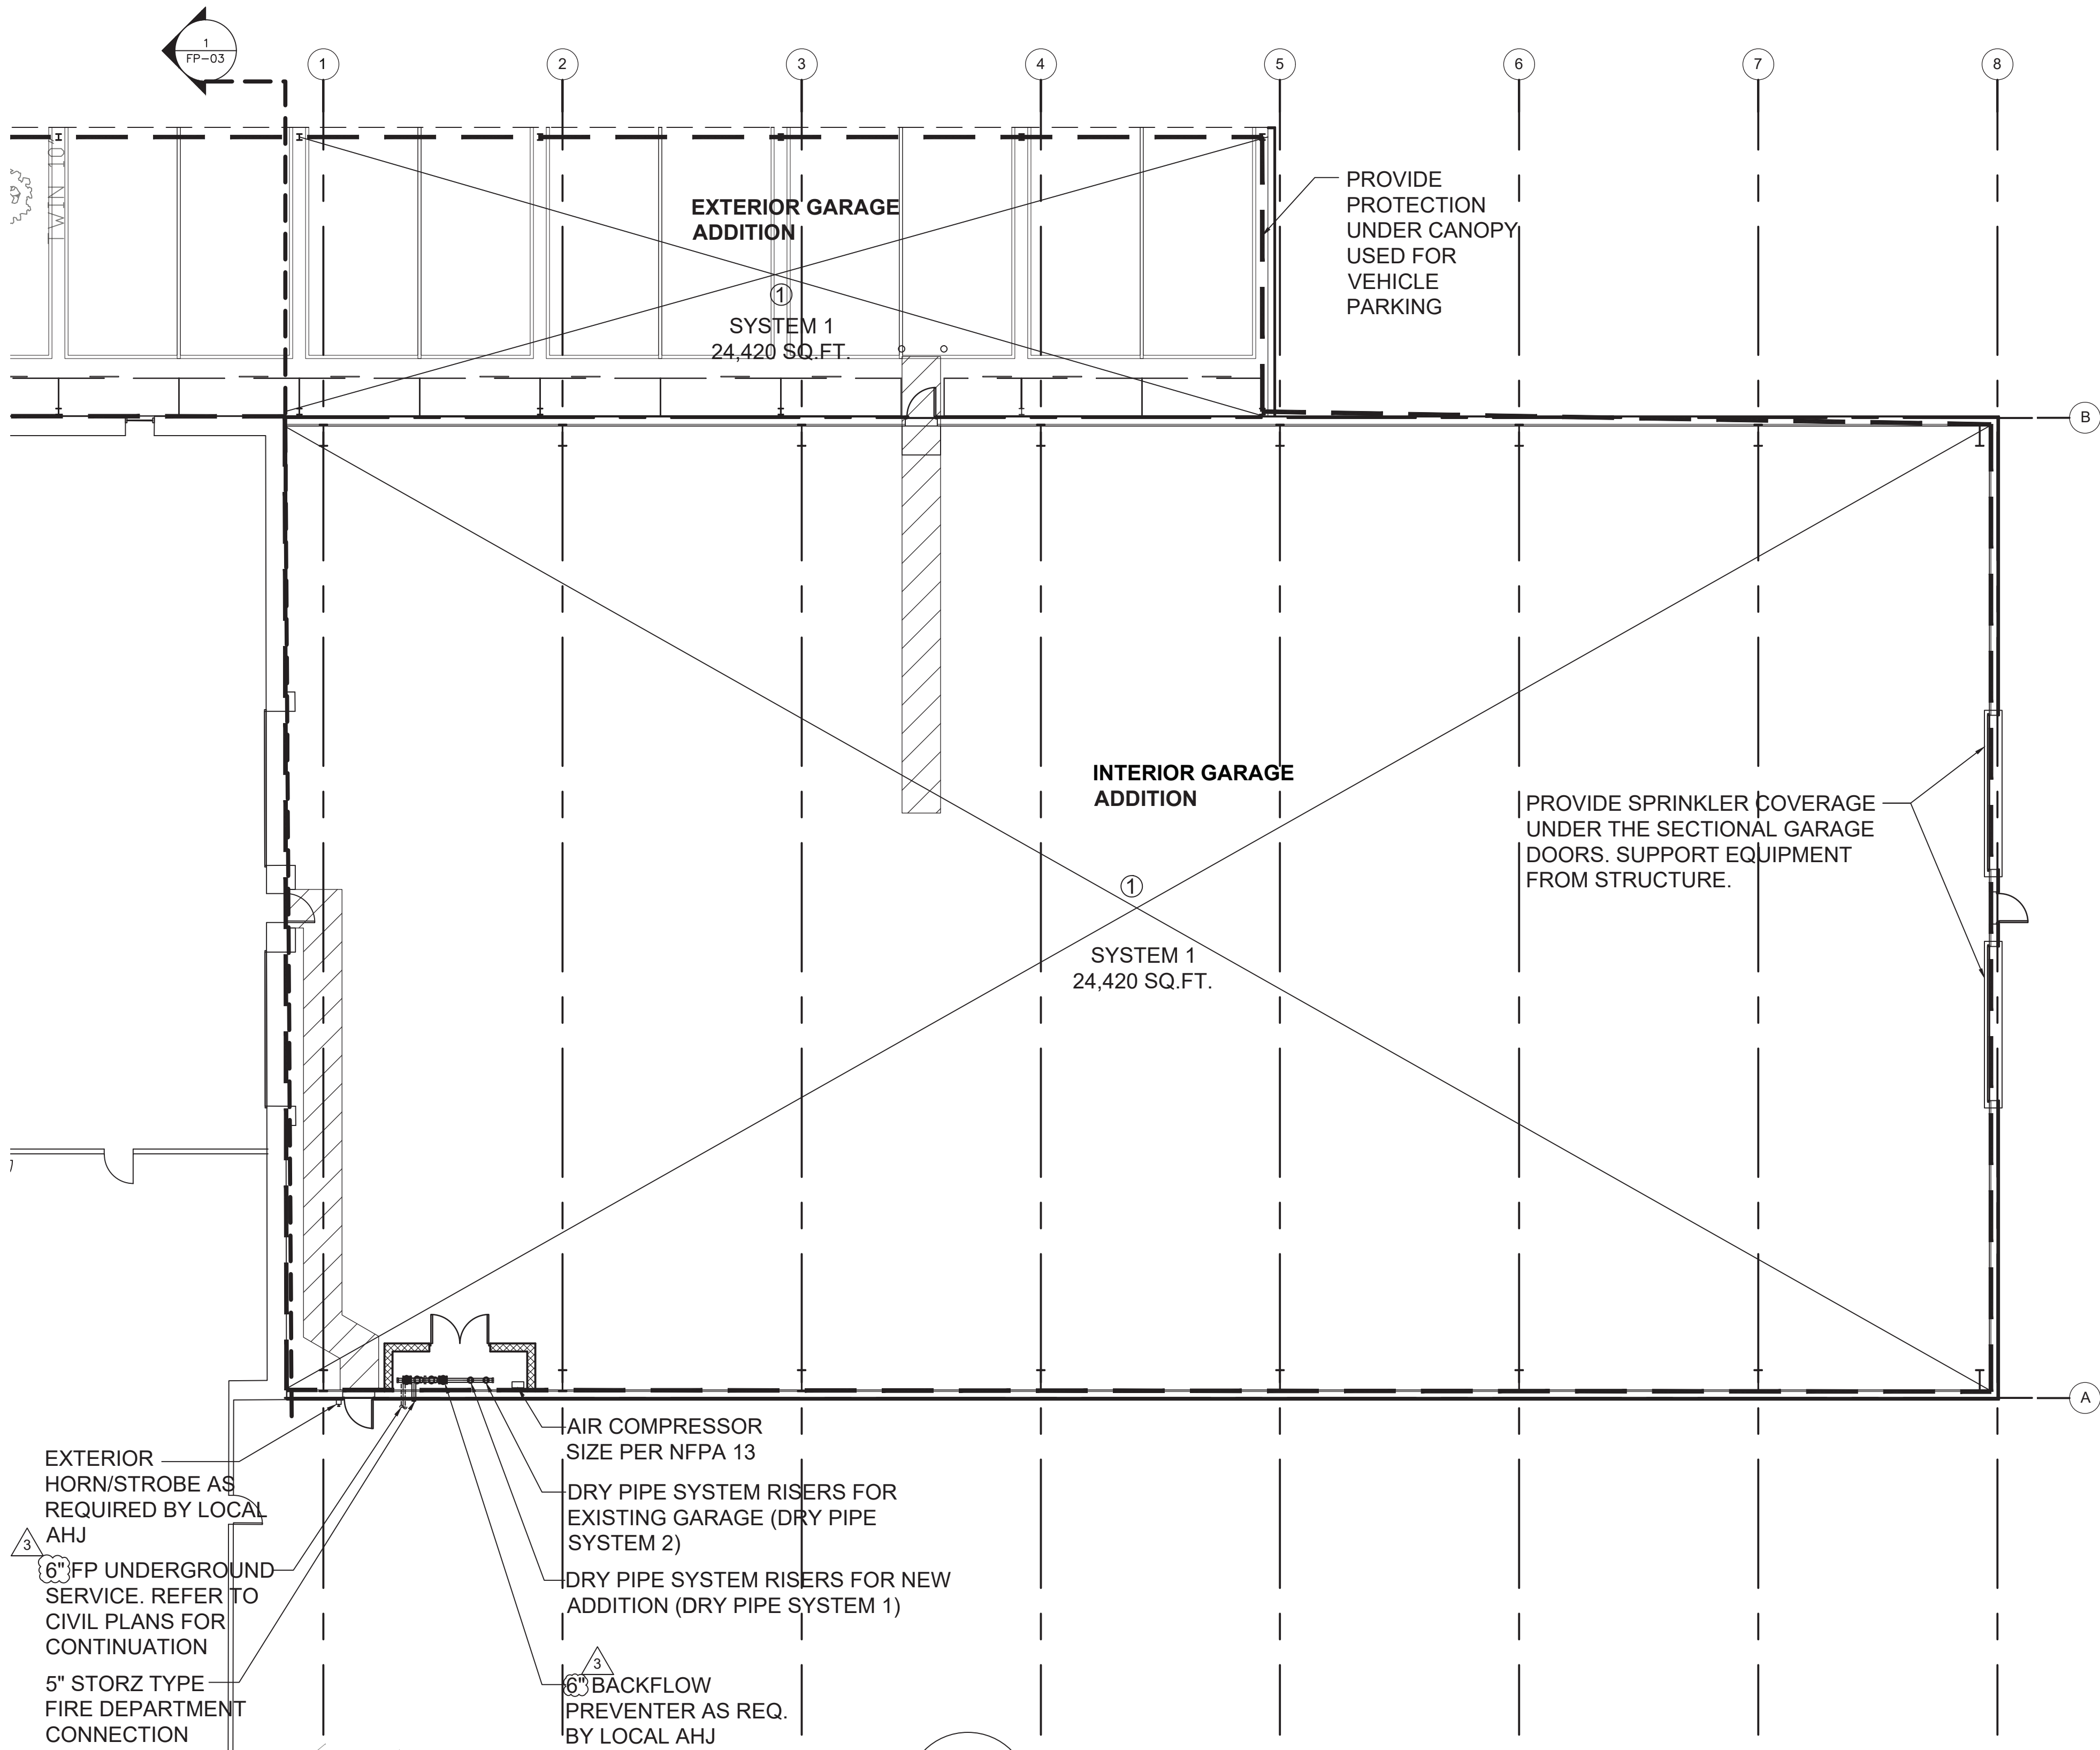 1
FP-03
1
2
3
4
5
6
7
8
TWIN 10
EXTERIOR GARAGE
ADDITION
1
SYSTEM 1
24,420 SQ.FT.
PROVIDE
PROTECTION
UNDER CANOPY
USED FOR
VEHICLE
PARKING
B
INTERIOR GARAGE
ADDITION
1
SYSTEM 1
24,420 SQ.FT.
PROVIDE SPRINKLER COVERAGE
UNDER THE SECTIONAL GARAGE
DOORS. SUPPORT EQUIPMENT
FROM STRUCTURE.
A
EXTERIOR
HORN/STROBE AS
REQUIRED BY LOCAL
AHJ
3
6" FP UNDERGROUND
SERVICE. REFER TO
CIVIL PLANS FOR
CONTINUATION
5" STORZ TYPE
FIRE DEPARTMENT
CONNECTION
AIR COMPRESSOR
SIZE PER NFPA 13
DRY PIPE SYSTEM RISERS FOR
EXISTING GARAGE (DRY PIPE
SYSTEM 2)
DRY PIPE SYSTEM RISERS FOR NEW
ADDITION (DRY PIPE SYSTEM 1)
3
6" BACKFLOW
PREVENTER AS REQ.
BY LOCAL AHJ